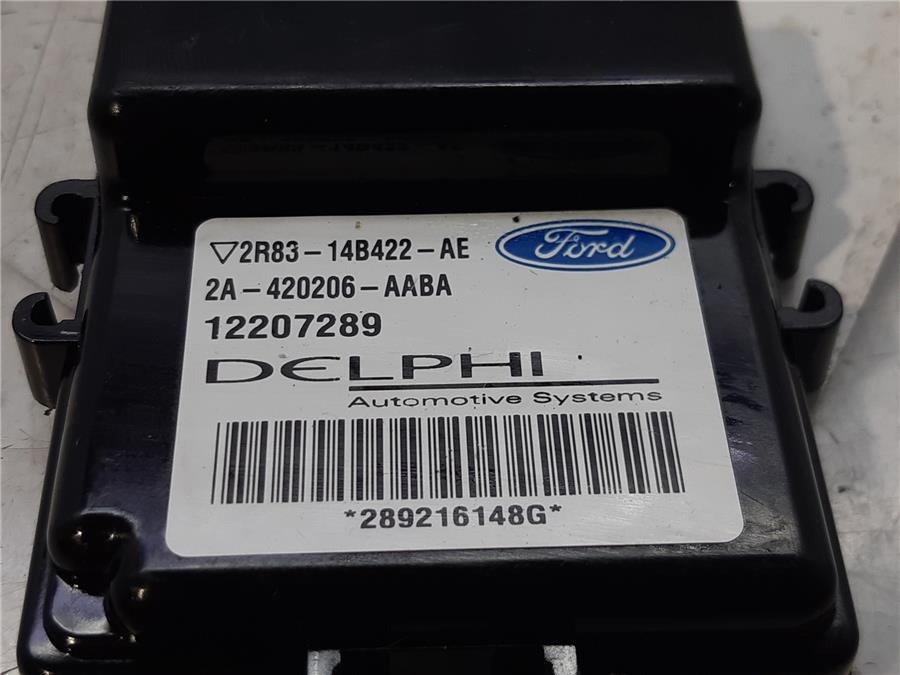 ▽2R83-14B422-AE
Ford
2A-420206-AABA
12207289
DELPHI
Automotive Systems
*289216148G*